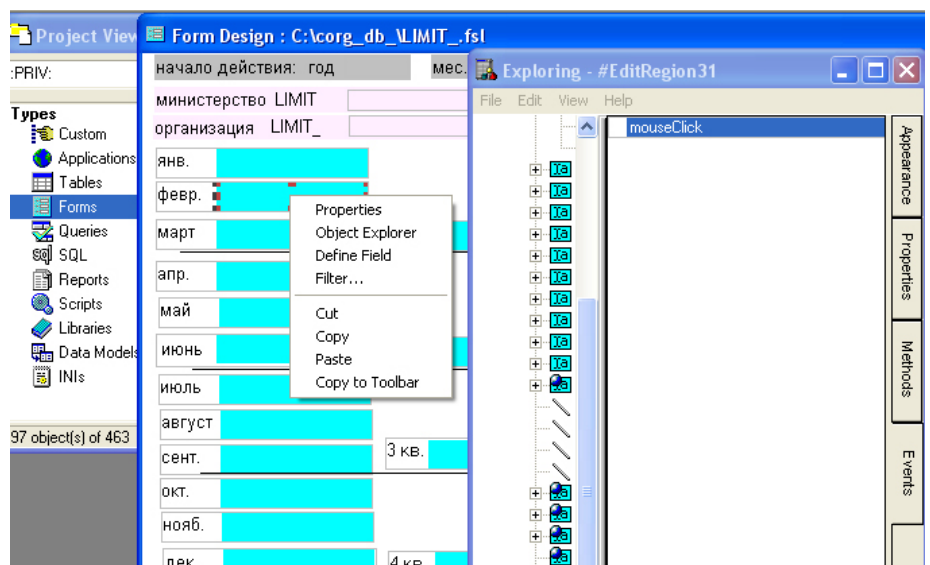 Project View
:PRIV:
Types
Custom
Applications
Tables
Forms
Queries
SQL
Reports
Scripts
Libraries
Data Models
INIs
97 object(s) of 463
Form Design : C:\corg_db_\LIMIT_.fsl
начало действия: год мес.
министерство LIMIT
организация LIMIT_
янв.
февр.
март
апр.
май
июнь
июль
август
сент.
3 кв.
окт.
нояб.
дек
4 кв
Properties
Object Explorer
Define Field
Filter...
Cut
Copy
Paste
Copy to Toolbar
Exploring - #EditRegion31
File Edit View Help
mouseClick
Appearance
Properties
Methods
Events